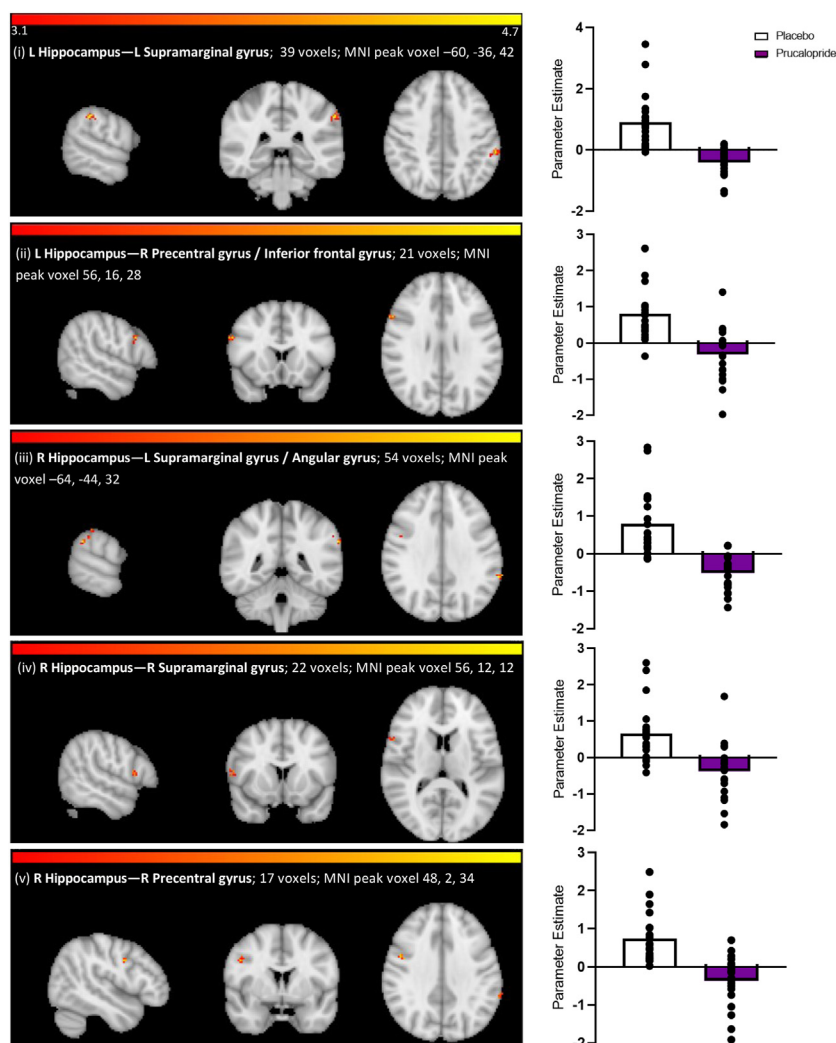 3.1 4.7
(i) L Hippocampus—L Supramarginal gyrus; 39 voxels; MNI peak voxel –60, -36, 42
Parameter Estimate
4
2
0
-2
Placebo
Prucalopride
(ii) L Hippocampus—R Precentral gyrus / Inferior frontal gyrus; 21 voxels; MNI
peak voxel 56, 16, 28
Parameter Estimate
3
2
1
0
-1
-2
(iii) R Hippocampus—L Supramarginal gyrus / Angular gyrus; 54 voxels; MNI peak
voxel –64, -44, 32
Parameter Estimate
3
2
1
0
-1
-2
(iv) R Hippocampus—R Supramarginal gyrus; 22 voxels; MNI peak voxel 56, 12, 12
Parameter Estimate
3
2
1
0
-1
-2
(v) R Hippocampus—R Precentral gyrus; 17 voxels; MNI peak voxel 48, 2, 34
Parameter Estimate
3
2
1
0
-1
-2